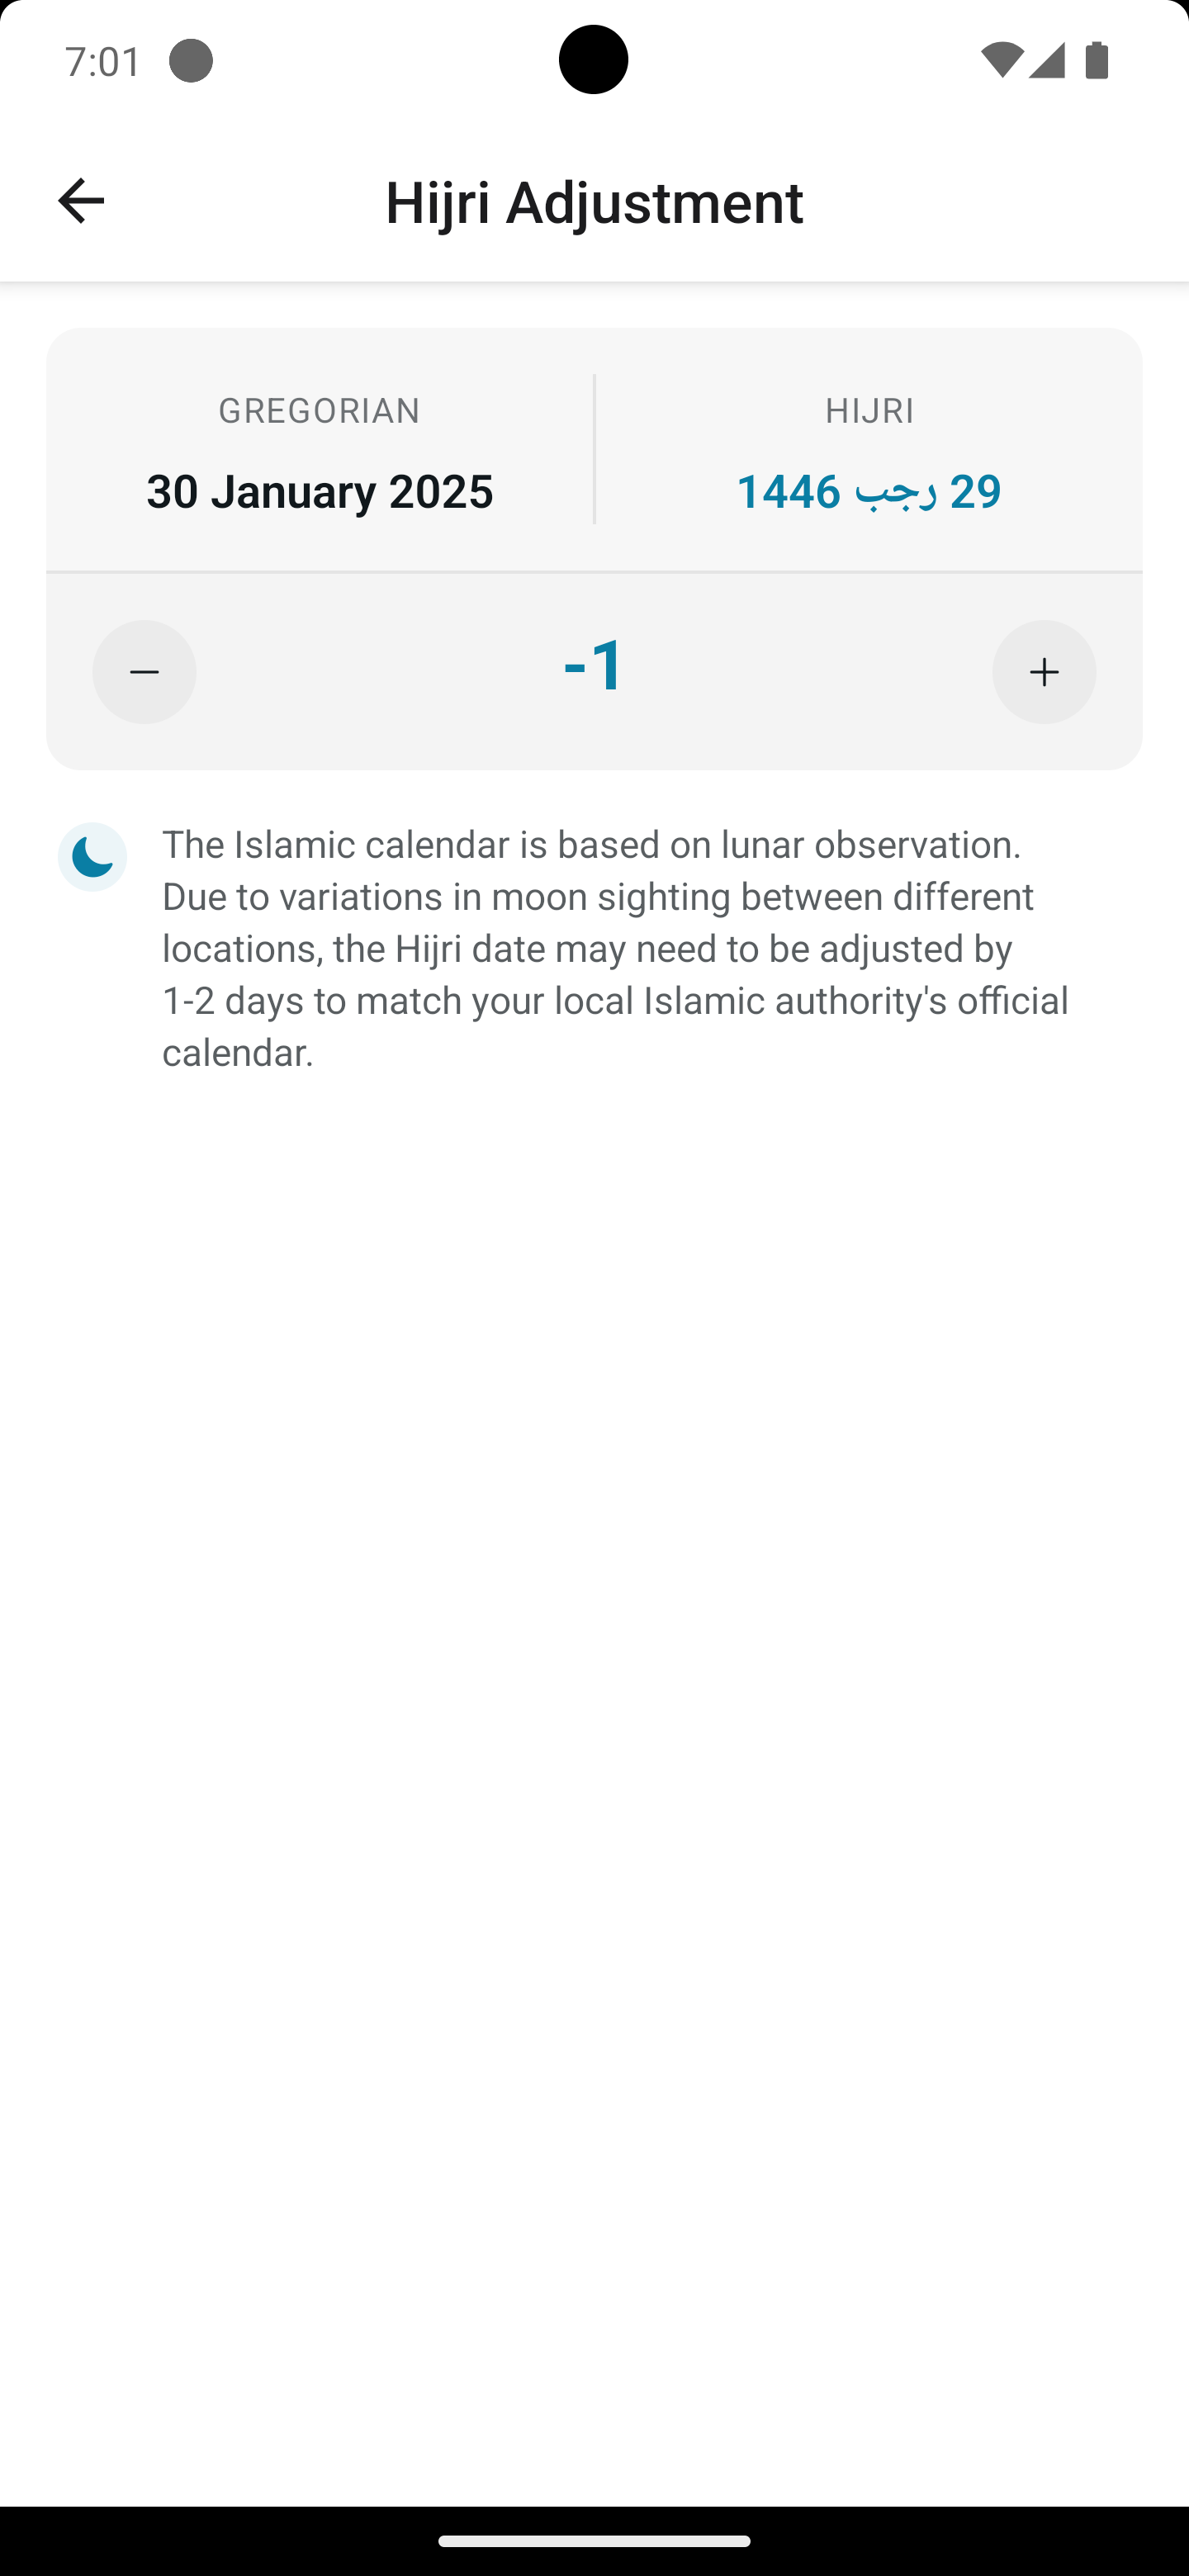 7:01
Hijri Adjustment
GREGORIAN
30 January 2025
HIJRI
29 رجب 1446
-1
The Islamic calendar is based on lunar observation.
Due to variations in moon sighting between different
locations, the Hijri date may need to be adjusted by
1-2 days to match your local Islamic authority's official
calendar.